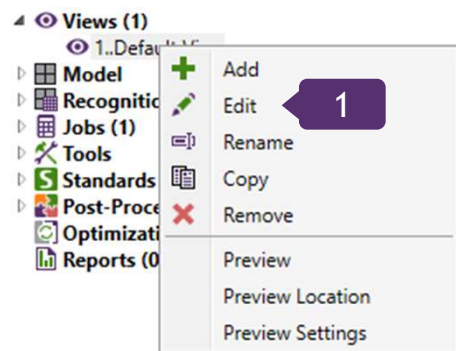 Views (1)
1..Default Vi
Model
Recognitio
Jobs (1)
Tools
Standards
Post-Proce
Optimizati
Reports (0
Add
Edit
1
Rename
Copy
Remove
Preview
Preview Location
Preview Settings